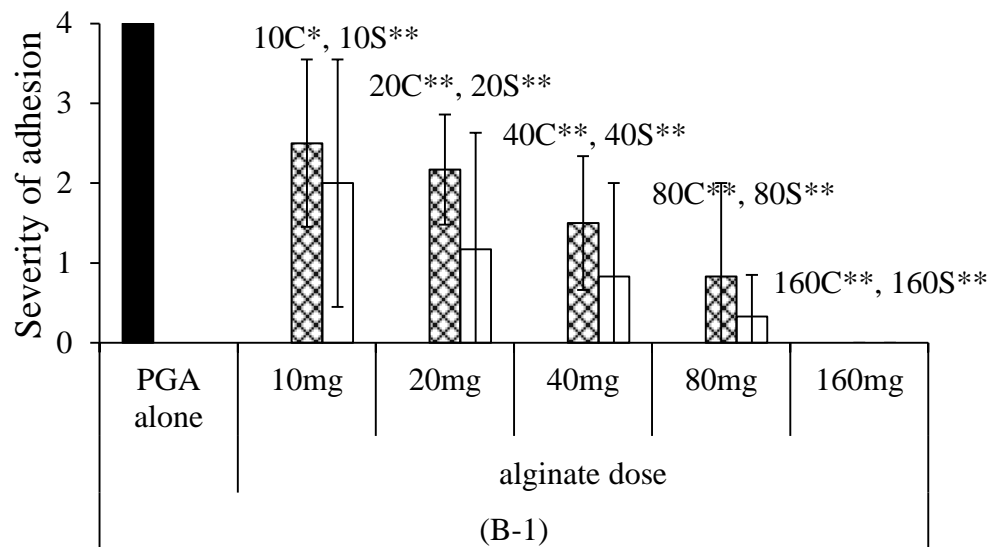 Severity of adhesion
4
3
2
1
0
10C*, 10S**
20C**, 20S**
40C**, 40S**
80C**, 80S**
160C**, 160S**
PGA
alone
10mg
20mg
40mg
80mg
160mg
alginate dose
(B-1)